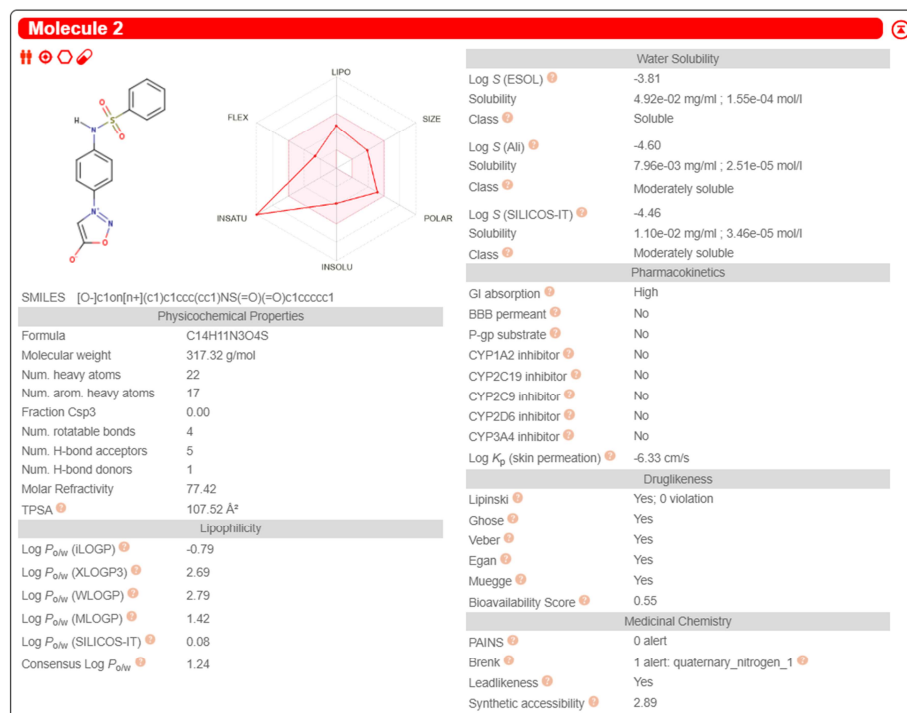 Molecule 2
H
N
O
S
O
N+
N
O
O-
LIPO
FLEX
SIZE
INSATU
POLAR
INSOLU
SMILES [O-]c1on[n+](c1)c1ccc(cc1)NS(=O)(=O)c1ccccc1
Physicochemical Properties
Formula C14H11N3O4S
Molecular weight 317.32 g/mol
Num. heavy atoms 22
Num. arom. heavy atoms 17
Fraction Csp3 0.00
Num. rotatable bonds 4
Num. H-bond acceptors 5
Num. H-bond donors 1
Molar Refractivity 77.42
TPSA ? 107.52 Å²
Lipophilicity
Log Po/w (iLOGP) ? -0.79
Log Po/w (XLOGP3) ? 2.69
Log Po/w (WLOGP) ? 2.79
Log Po/w (MLOGP) ? 1.42
Log Po/w (SILICOS-IT) ? 0.08
Consensus Log Po/w ? 1.24
Water Solubility
Log S (ESOL) ? -3.81
Solubility 4.92e-02 mg/ml ; 1.55e-04 mol/l
Class ? Soluble
Log S (Ali) ? -4.60
Solubility 7.96e-03 mg/ml ; 2.51e-05 mol/l
Class ? Moderately soluble
Log S (SILICOS-IT) ? -4.46
Solubility 1.10e-02 mg/ml ; 3.46e-05 mol/l
Class ? Moderately soluble
Pharmacokinetics
GI absorption ? High
BBB permeant ? No
P-gp substrate ? No
CYP1A2 inhibitor ? No
CYP2C19 inhibitor ? No
CYP2C9 inhibitor ? No
CYP2D6 inhibitor ? No
CYP3A4 inhibitor ? No
Log Kp (skin permeation) ? -6.33 cm/s
Druglikeness
Lipinski ? Yes; 0 violation
Ghose ? Yes
Veber ? Yes
Egan ? Yes
Muegge ? Yes
Bioavailability Score ? 0.55
Medicinal Chemistry
PAINS ? 0 alert
Brenk ? 1 alert: quaternary_nitrogen_1 ?
Leadlikeness ? Yes
Synthetic accessibility ? 2.89